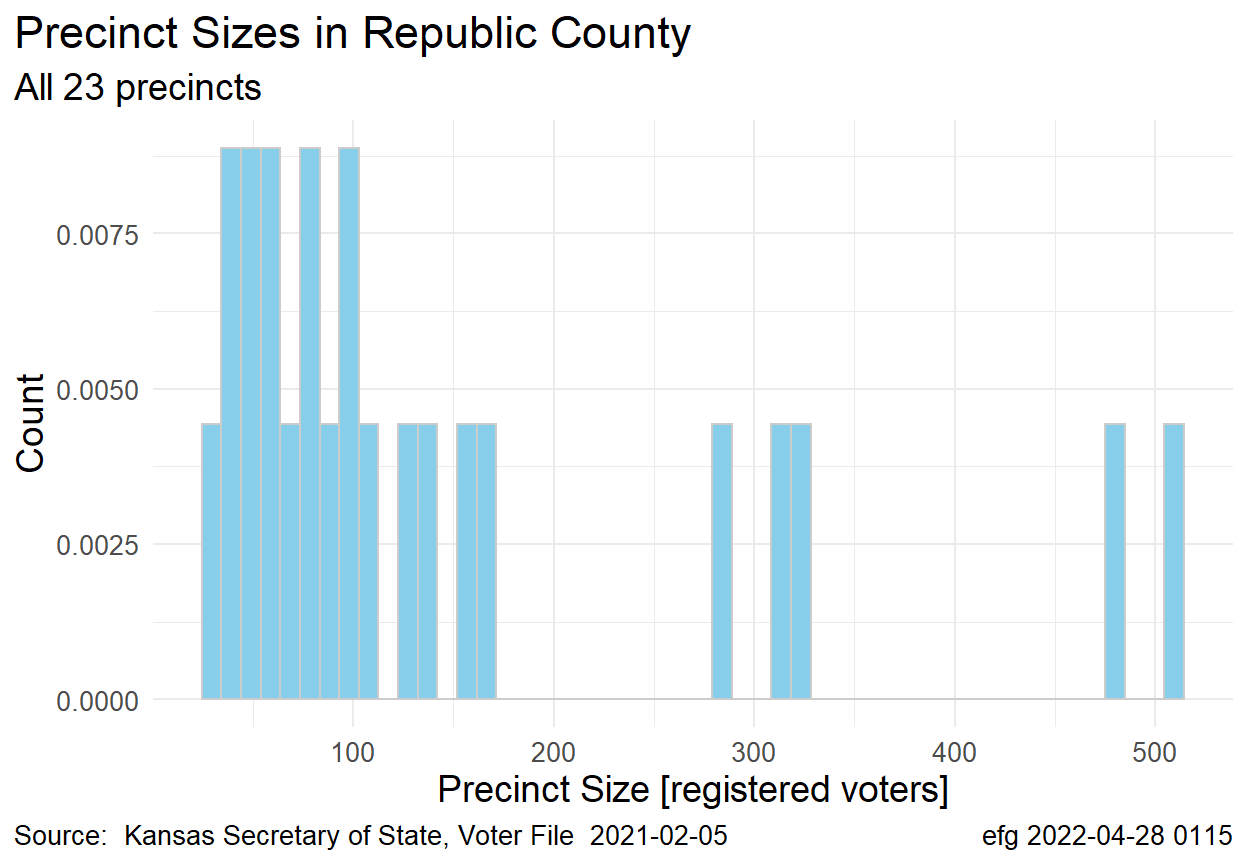 Precinct Sizes in Republic County
All 23 precincts
Count
0.0075
0.0050
0.0025
0.0000
100 200 300 400 500
Precinct Size [registered voters]
Source:  Kansas Secretary of State, Voter File  2021-02-05
efg 2022-04-28 0115